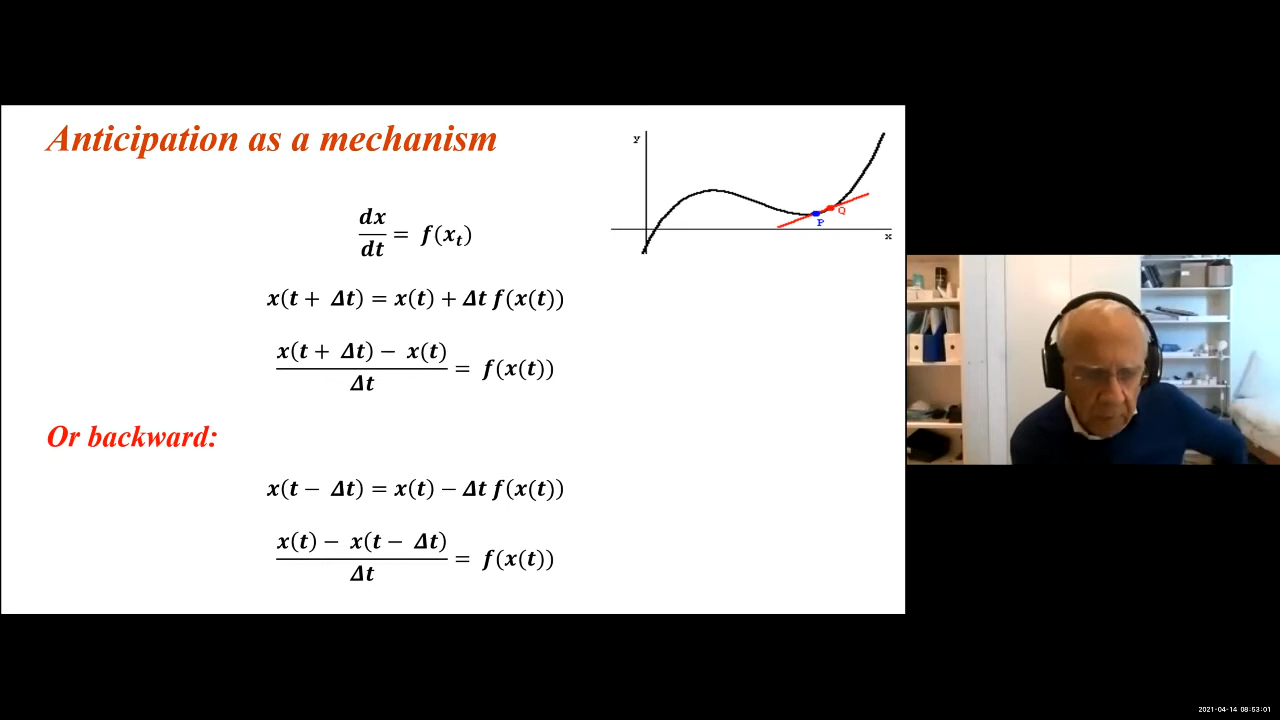 Anticipation as a mechanism
y
Q
P
x
dx/dt = f(xₜ)
x(t + Δt) = x(t) + Δt f(x(t))
(x(t + Δt) − x(t))/Δt = f(x(t))
Or backward:
x(t − Δt) = x(t) − Δt f(x(t))
(x(t) − x(t − Δt))/Δt = f(x(t))
2021-04-14 08:53:01